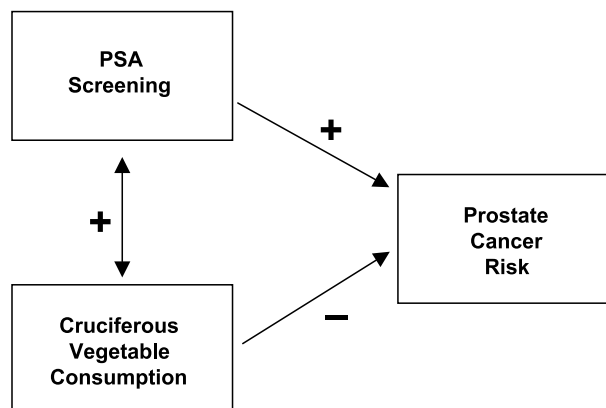 PSA
Screening
+
+
Prostate
Cancer
Risk
–
Cruciferous
Vegetable
Consumption